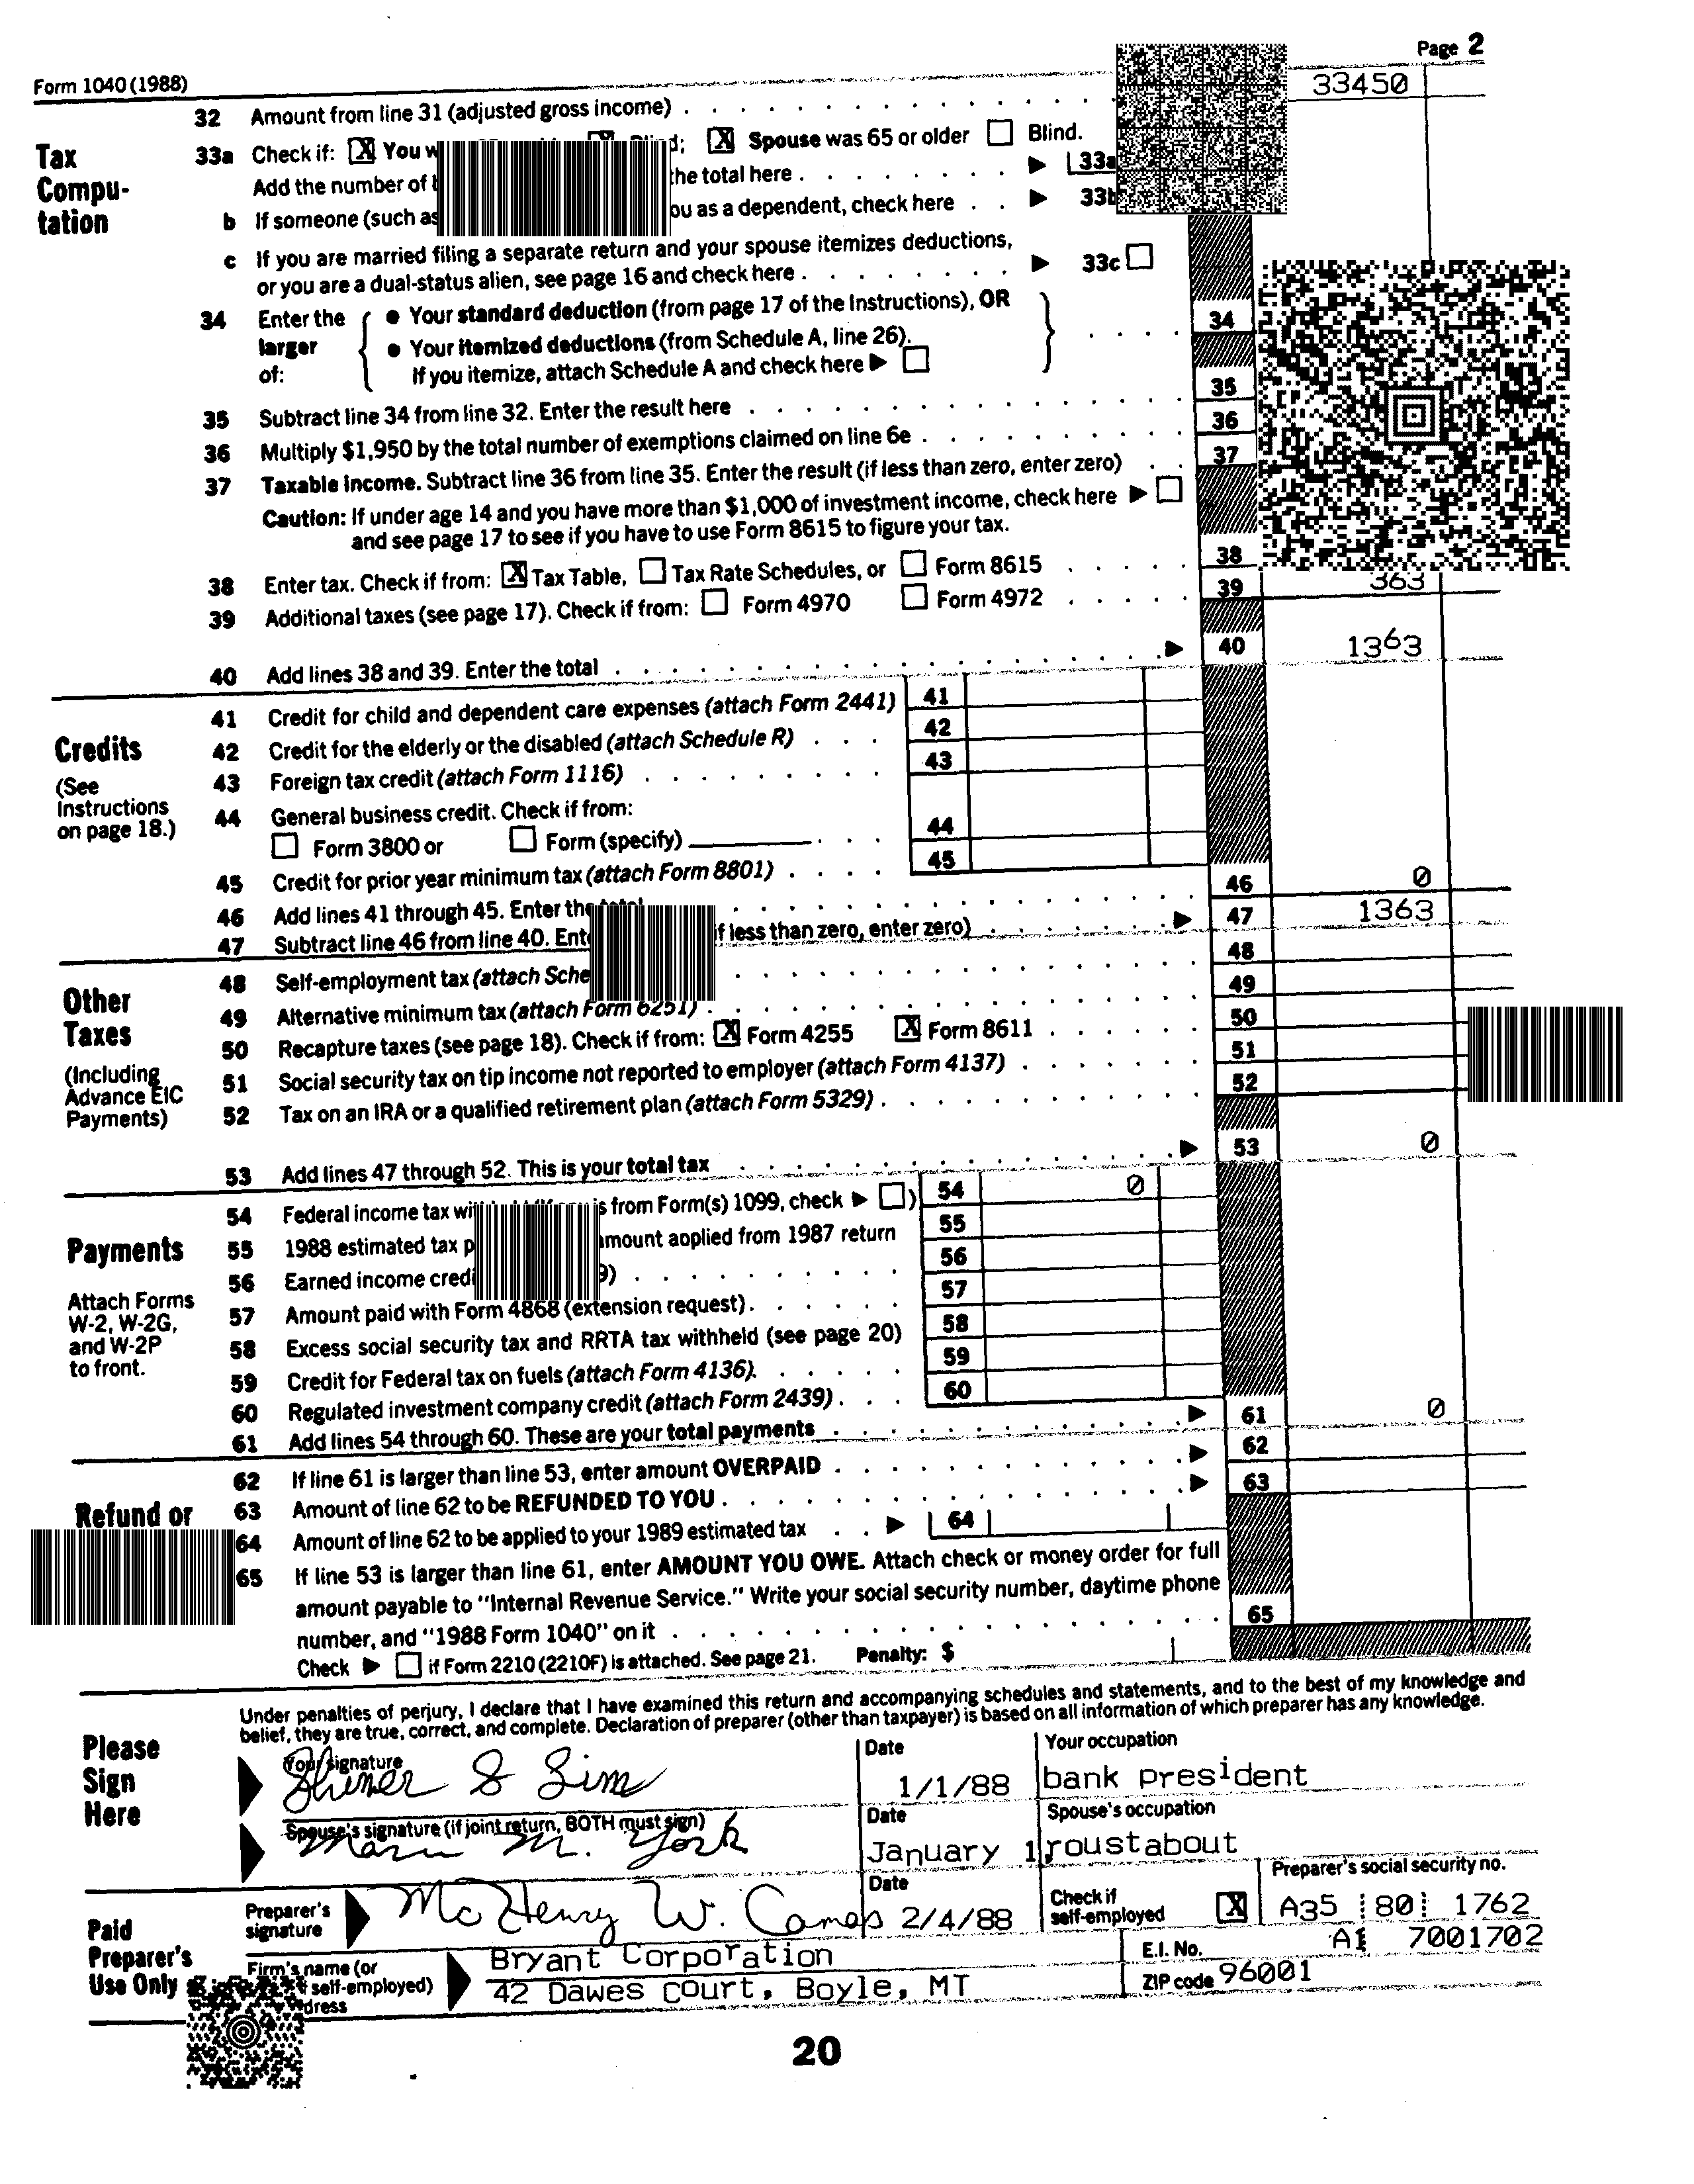 Form 1040 (1988) Page 2
32 Amount from line 31 (adjusted gross income) 33450
Tax Compu-tation
33a Check if: X You Blind; X Spouse was 65 or older Blind.
Add the number of the total here 33a
b If someone (such as you as a dependent, check here 33b
c If you are married filing a separate return and your spouse itemizes deductions,
or you are a dual-status alien, see page 16 and check here 33c
34 Enter the larger of:
• Your standard deduction (from page 17 of the Instructions), OR
• Your itemized deductions (from Schedule A, line 26). 34
If you itemize, attach Schedule A and check here
35 Subtract line 34 from line 32. Enter the result here 35
36 Multiply $1,950 by the total number of exemptions claimed on line 6e 36
37 Taxable income. Subtract line 36 from line 35. Enter the result (if less than zero, enter zero) 37
Caution: If under age 14 and you have more than $1,000 of investment income, check here
and see page 17 to see if you have to use Form 8615 to figure your tax.
38 Enter tax. Check if from: X Tax Table, Tax Rate Schedules, or Form 8615 38 363
39 Additional taxes (see page 17). Check if from: Form 4970 Form 4972 39
40 Add lines 38 and 39. Enter the total 40 1363
Credits
(See Instructions on page 18.)
41 Credit for child and dependent care expenses (attach Form 2441) 41
42 Credit for the elderly or the disabled (attach Schedule R) 42
43 Foreign tax credit (attach Form 1116) 43
44 General business credit. Check if from:
Form 3800 or Form (specify) 44
45 Credit for prior year minimum tax (attach Form 8801) 45
46 Add lines 41 through 45. Enter the total 46 0
47 Subtract line 46 from line 40. Ent if less than zero, enter zero) 47 1363
Other Taxes
(Including Advance EIC Payments)
48 Self-employment tax (attach Sche 48
49 Alternative minimum tax (attach Form 6251) 49
50 Recapture taxes (see page 18). Check if from: X Form 4255 X Form 8611 50
51 Social security tax on tip income not reported to employer (attach Form 4137) 51
52 Tax on an IRA or a qualified retirement plan (attach Form 5329) 52
53 Add lines 47 through 52. This is your total tax 53 0
Payments
Attach Forms W-2, W-2G, and W-2P to front.
54 Federal income tax wi is from Form(s) 1099, check ) 54 0
55 1988 estimated tax p amount applied from 1987 return 55
56 Earned income credi 9) 56
57 Amount paid with Form 4868 (extension request) 57
58 Excess social security tax and RRTA tax withheld (see page 20) 58
59 Credit for Federal tax on fuels (attach Form 4136) 59
60 Regulated investment company credit (attach Form 2439) 60
61 Add lines 54 through 60. These are your total payments 61 0
Refund or
62 If line 61 is larger than line 53, enter amount OVERPAID 62
63 Amount of line 62 to be REFUNDED TO YOU 63
64 Amount of line 62 to be applied to your 1989 estimated tax 64
65 If line 53 is larger than line 61, enter AMOUNT YOU OWE. Attach check or money order for full
amount payable to "Internal Revenue Service." Write your social security number, daytime phone
number, and "1988 Form 1040" on it 65
Check if Form 2210 (2210F) is attached. See page 21. Penalty: $
Please Sign Here
Under penalties of perjury, I declare that I have examined this return and accompanying schedules and statements, and to the best of my knowledge and
belief, they are true, correct, and complete. Declaration of preparer (other than taxpayer) is based on all information of which preparer has any knowledge.
Your signature Date Your occupation
S Sim 1/1/88 bank president
Spouse's signature (if joint return, BOTH must sign) Date Spouse's occupation
M. York January 1 roustabout
Paid Preparer's Use Only
Preparer's signature Date Check if self-employed X Preparer's social security no.
McHenry W. Camap 2/4/88 A35 80 1762
Firm's name (or self-employed) dress
Bryant Corporation E.I. No. 7001702
42 Dawes court, Boyle, MT ZIP code 96001
20